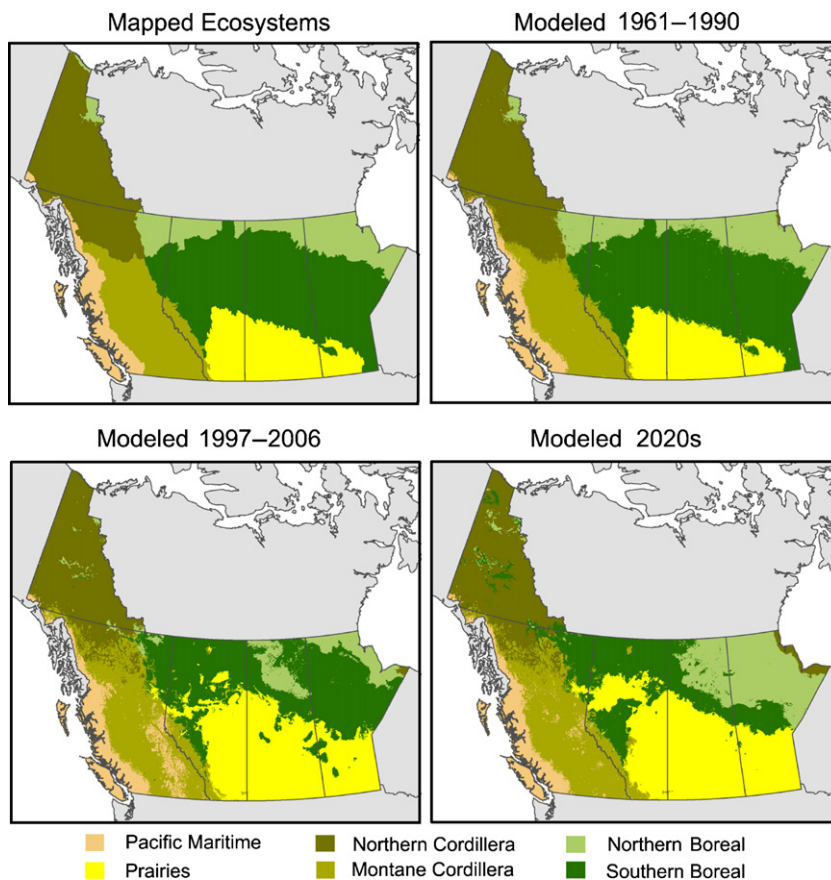 Mapped Ecosystems
Modeled 1961–1990
Modeled 1997–2006
Modeled 2020s
Pacific Maritime
Northern Cordillera
Northern Boreal
Prairies
Montane Cordillera
Southern Boreal